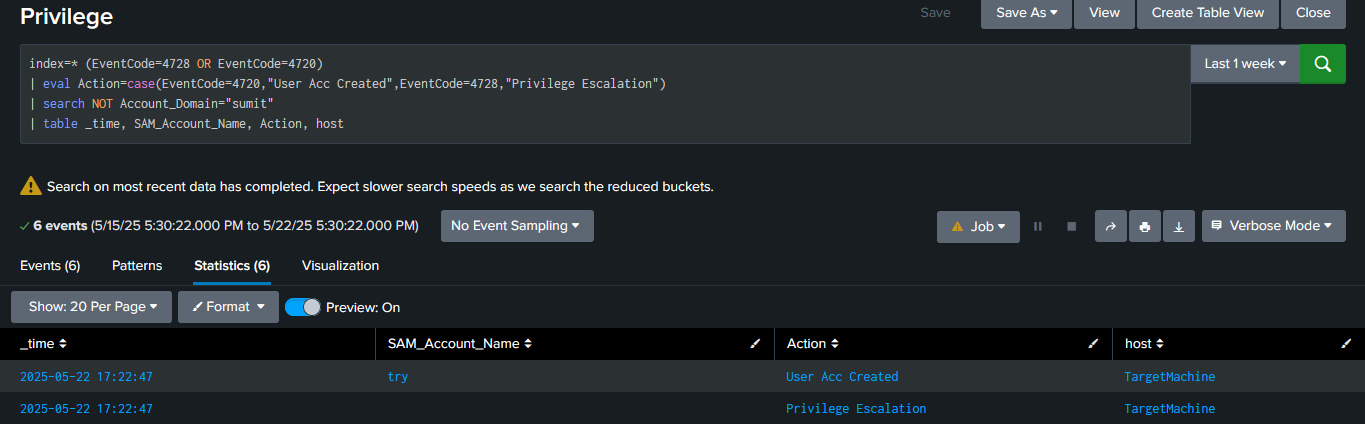 Privilege
Save
Save As
View
Create Table View
Close
index=* (EventCode=4728 OR EventCode=4720)
| eval Action=case(EventCode=4720,"User Acc Created",EventCode=4728,"Privilege Escalation")
| search NOT Account_Domain="sumit"
| table _time, SAM_Account_Name, Action, host
Last 1 week
Search on most recent data has completed. Expect slower search speeds as we search the reduced buckets.
6 events (5/15/25 5:30:22.000 PM to 5/22/25 5:30:22.000 PM)
No Event Sampling
Job
Verbose Mode
Events (6)
Patterns
Statistics (6)
Visualization
Show: 20 Per Page
Format
Preview: On
_time
SAM_Account_Name
Action
host
2025-05-22 17:22:47
try
User Acc Created
TargetMachine
2025-05-22 17:22:47
Privilege Escalation
TargetMachine